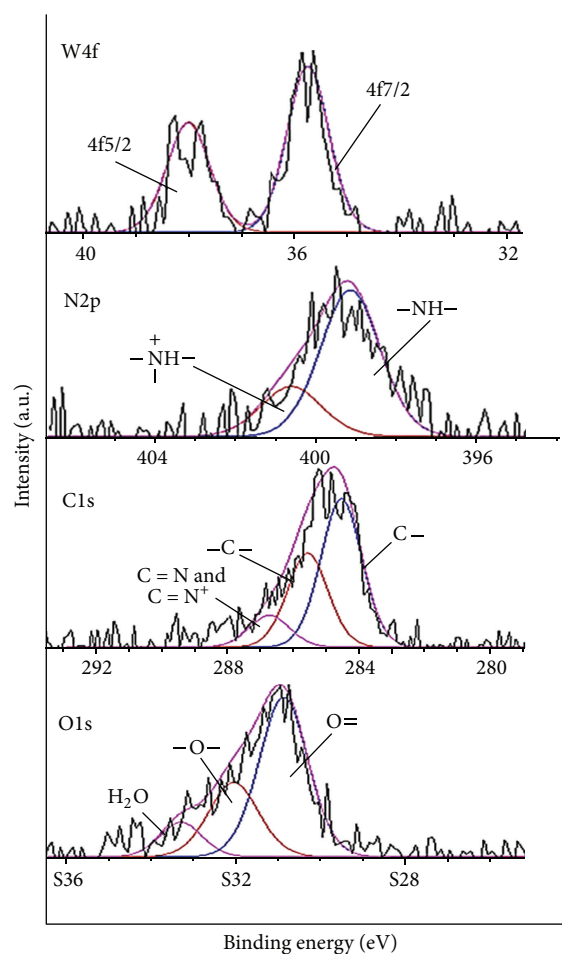 W4f
4f7/2
4f5/2
40
36
32
N2p
–NH–
+
–NH–
404
400
396
C1s
–C–
C–
C = N and
C = N⁺
292
288
284
280
O1s
O=
–O–
H₂O
S36
S32
S28
Intensity (a.u.)
Binding energy (eV)